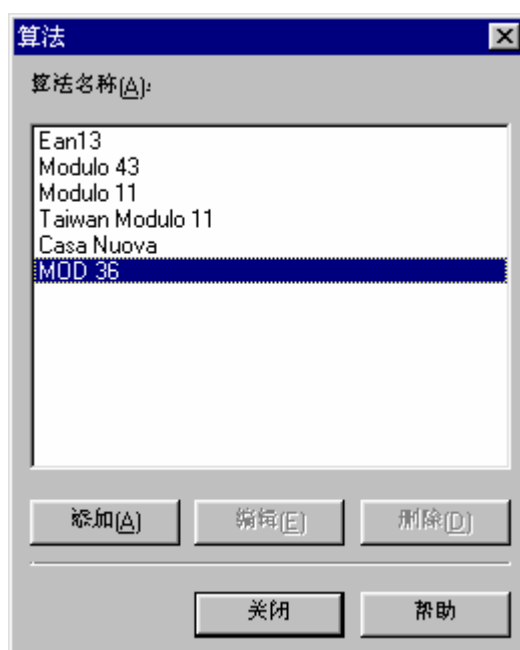 算法
算法名称(A):
Ean13
Modulo 43
Modulo 11
Taiwan Modulo 11
Casa Nuova
MOD 36
添加(A) 编辑(E) 删除(D)
关闭 帮助